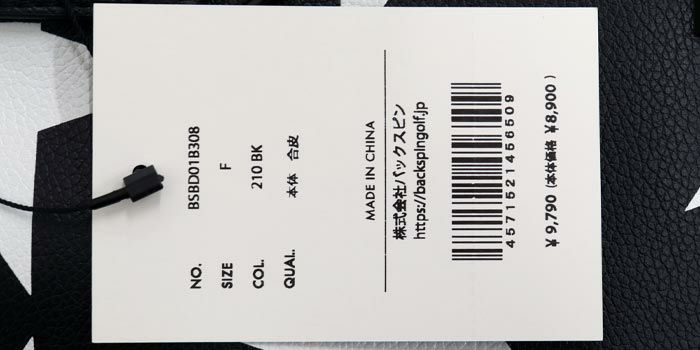 NO. BSBD01B308
SIZE F
COL. 210 BK
QUAL. 本体 合皮
MADE IN CHINA
株式会社バックスピン
https://backspingolf.jp
4571521456509
￥9,790 (本体価格 ￥8,900)